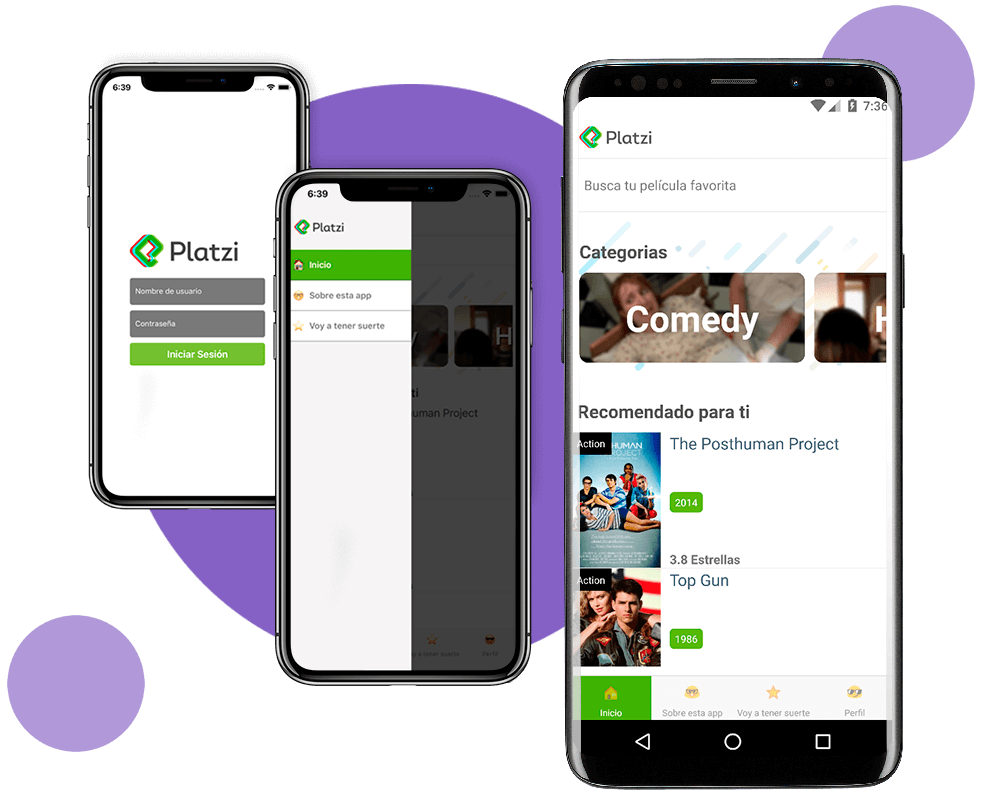 6:39
Platzi
Nombre de usuario
Contraseña
Iniciar Sesión
6:39
Platzi
Inicio
Sobre esta app
Voy a tener suerte
H
ti
uman Project
y a tener suerte
Perfil
7:36
Platzi
Busca tu película favorita
Categorias
Comedy
H
Recomendado para ti
Action
HUMAN
PROJECT
The Posthuman Project
2014
3.8 Estrellas
Action
Top Gun
1986
Inicio
Sobre esta app
Voy a tener suerte
Perfil